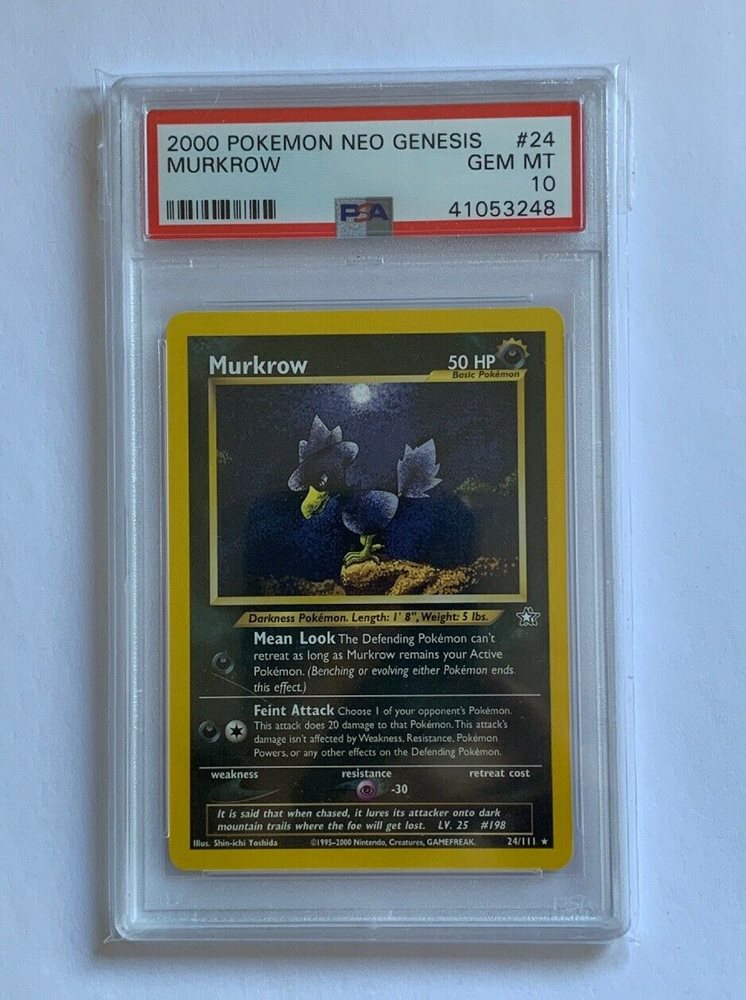 2000 POKEMON NEO GENESIS #24
MURKROW GEM MT
10
PSA 41053248
Murkrow 50 HP
Basic Pokémon
Darkness Pokémon. Length: 1' 8", Weight: 5 lbs.
Mean Look The Defending Pokémon can't
retreat as long as Murkrow remains your Active
Pokémon. (Benching or evolving either Pokémon ends
this effect.)
Feint Attack Choose 1 of your opponent's Pokémon.
This attack does 20 damage to that Pokémon. This attack's
damage isn't affected by Weakness, Resistance, Pokémon
Powers, or any other effects on the Defending Pokémon.
weakness resistance retreat cost
-30
It is said that when chased, it lures its attacker onto dark
mountain trails where the foe will get lost. LV. 25 #198
Illus. Shin-ichi Yoshida ©1995-2000 Nintendo, Creatures, GAMEFREAK. 24/111 ★